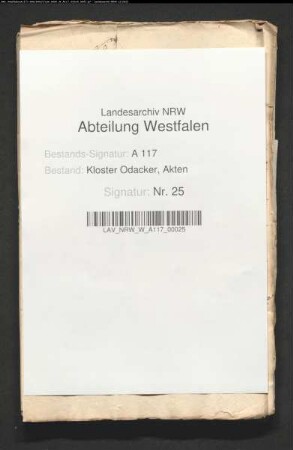 Landesarchiv NRW
Abteilung Westfalen
Bestands-Signatur: A 117
Bestand: Kloster Odacker, Akten
Signatur: Nr. 25
LAV_NRW_W_A117_00025